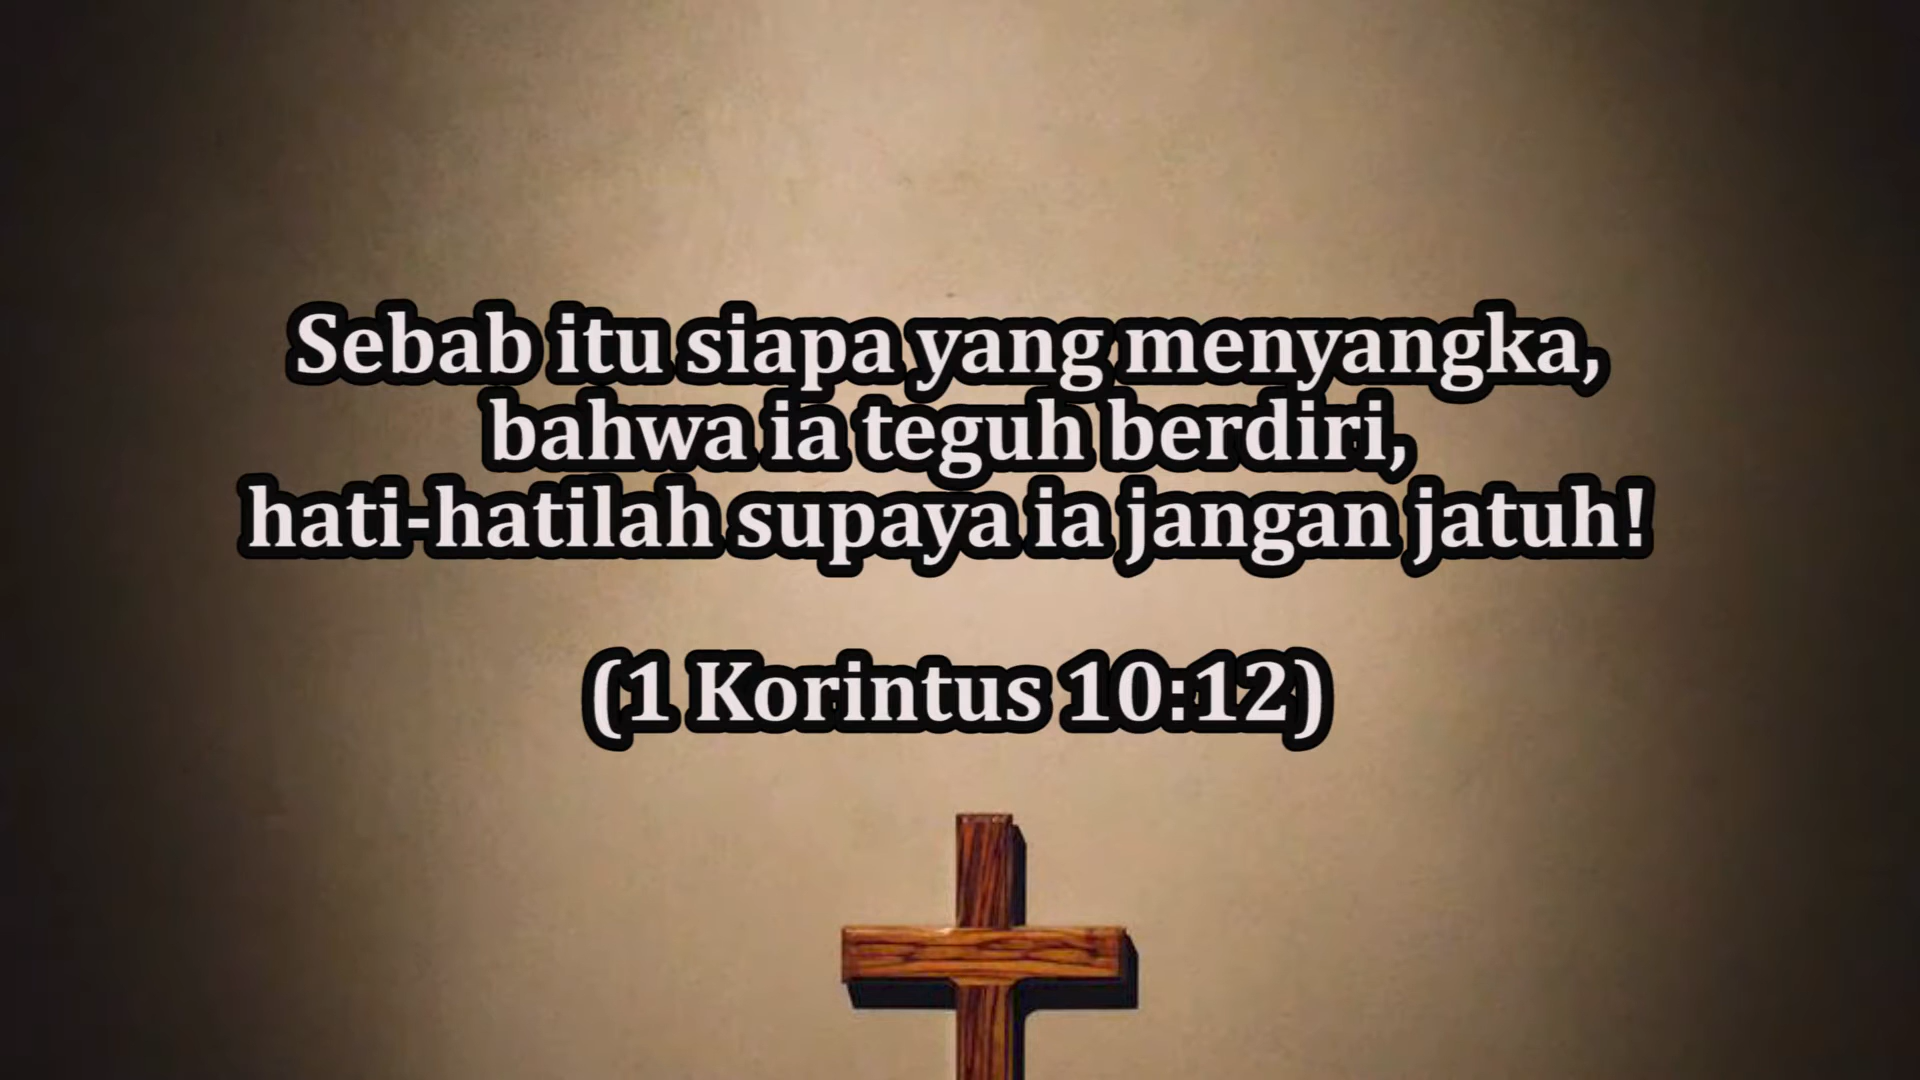 Sebab itu siapa yang menyangka,
bahwa ia teguh berdiri,
hati-hatilah supaya ia jangan jatuh!
(1 Korintus 10:12)